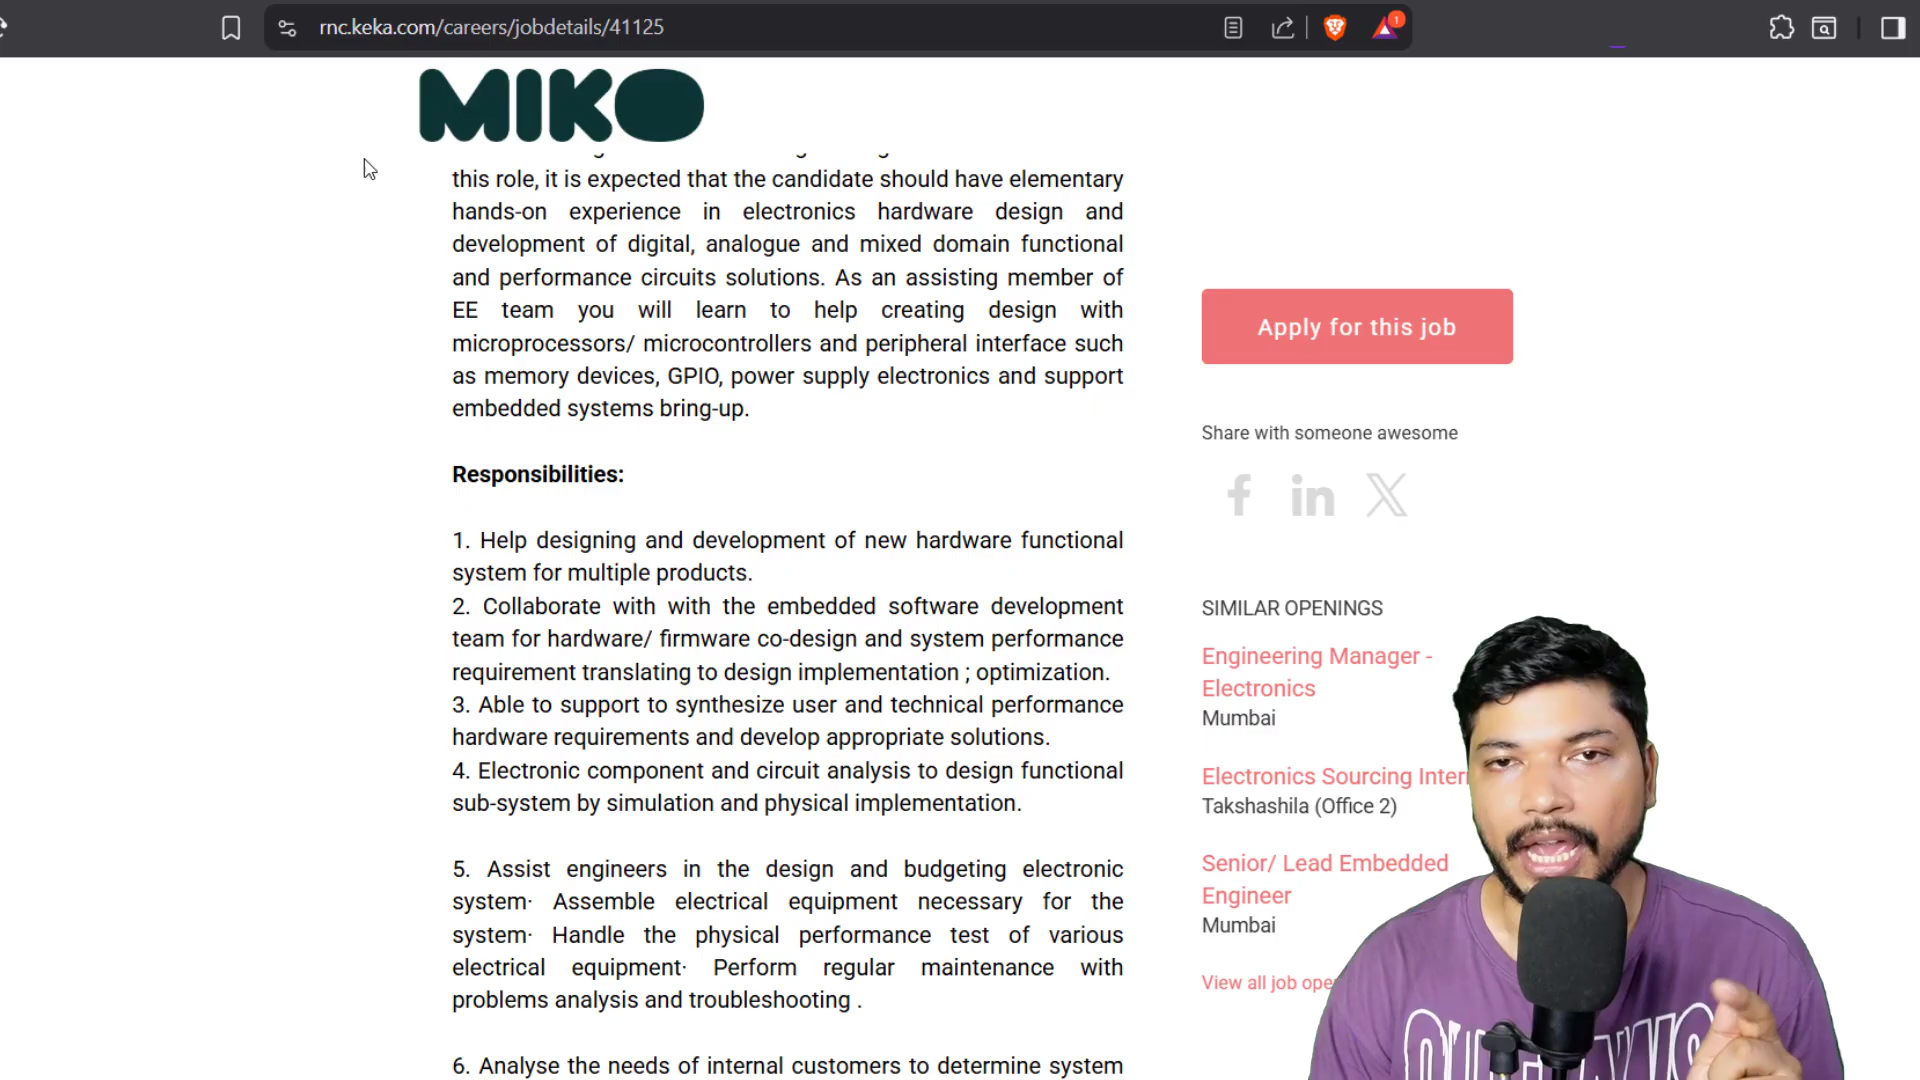 rnc.keka.com/careers/jobdetails/41125
1
MIKO
this role, it is expected that the candidate should have elementary
hands-on experience in electronics hardware design and
development of digital, analogue and mixed domain functional
and performance circuits solutions. As an assisting member of
EE team you will learn to help creating design with
microprocessors/ microcontrollers and peripheral interface such
as memory devices, GPIO, power supply electronics and support
embedded systems bring-up.
Responsibilities:
1. Help designing and development of new hardware functional
system for multiple products.
2. Collaborate with with the embedded software development
team for hardware/ firmware co-design and system performance
requirement translating to design implementation ; optimization.
3. Able to support to synthesize user and technical performance
hardware requirements and develop appropriate solutions.
4. Electronic component and circuit analysis to design functional
sub-system by simulation and physical implementation.
5. Assist engineers in the design and budgeting electronic
system· Assemble electrical equipment necessary for the
system· Handle the physical performance test of various
electrical equipment· Perform regular maintenance with
problems analysis and troubleshooting .
6. Analyse the needs of internal customers to determine system
Apply for this job
Share with someone awesome
f in X
SIMILAR OPENINGS
Engineering Manager -
Electronics
Mumbai
Electronics Sourcing Inter
Takshashila (Office 2)
Senior/ Lead Embedded
Engineer
Mumbai
View all job ope